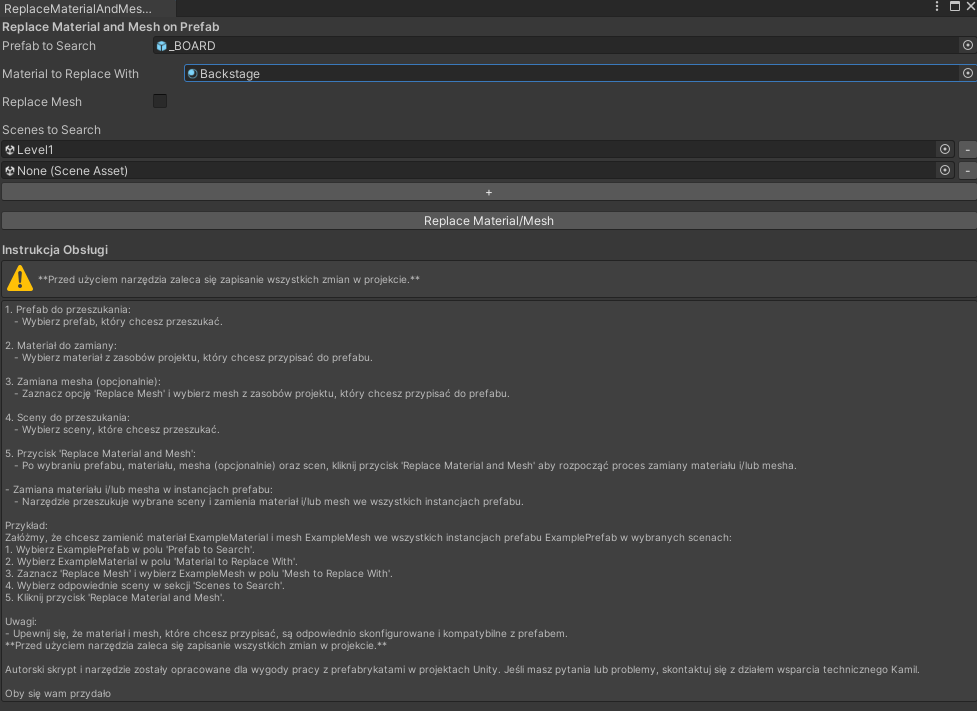 ReplaceMaterialAndMes...
Replace Material and Mesh on Prefab
Prefab to Search
_BOARD
Material to Replace With
Backstage
Replace Mesh
Scenes to Search
Level1
-
None (Scene Asset)
-
+
Replace Material/Mesh
Instrukcja Obsługi
**Przed użyciem narzędzia zaleca się zapisanie wszystkich zmian w projekcie.**
1. Prefab do przeszukania:
- Wybierz prefab, który chcesz przeszukać.
2. Materiał do zamiany:
- Wybierz materiał z zasobów projektu, który chcesz przypisać do prefabu.
3. Zamiana mesha (opcjonalnie):
- Zaznacz opcję 'Replace Mesh' i wybierz mesh z zasobów projektu, który chcesz przypisać do prefabu.
4. Sceny do przeszukania:
- Wybierz sceny, które chcesz przeszukać.
5. Przycisk 'Replace Material and Mesh':
- Po wybraniu prefabu, materiału, mesha (opcjonalnie) oraz scen, kliknij przycisk 'Replace Material and Mesh' aby rozpocząć proces zamiany materiału i/lub mesha.
- Zamiana materiału i/lub mesha w instancjach prefabu:
- Narzędzie przeszukuje wybrane sceny i zamienia materiał i/lub mesh we wszystkich instancjach prefabu.
Przykład:
Załóżmy, że chcesz zamienić materiał ExampleMaterial i mesh ExampleMesh we wszystkich instancjach prefabu ExamplePrefab w wybranych scenach:
1. Wybierz ExamplePrefab w polu 'Prefab to Search'.
2. Wybierz ExampleMaterial w polu 'Material to Replace With'.
3. Zaznacz 'Replace Mesh' i wybierz ExampleMesh w polu 'Mesh to Replace With'.
4. Wybierz odpowiednie sceny w sekcji 'Scenes to Search'.
5. Kliknij przycisk 'Replace Material and Mesh'.
Uwagi:
- Upewnij się, że materiał i mesh, które chcesz przypisać, są odpowiednio skonfigurowane i kompatybilne z prefabem.
**Przed użyciem narzędzia zaleca się zapisanie wszystkich zmian w projekcie.**
Autorski skrypt i narzędzie zostały opracowane dla wygody pracy z prefabrykatami w projektach Unity. Jeśli masz pytania lub problemy, skontaktuj się z działem wsparcia technicznego Kamil.
Oby się wam przydało